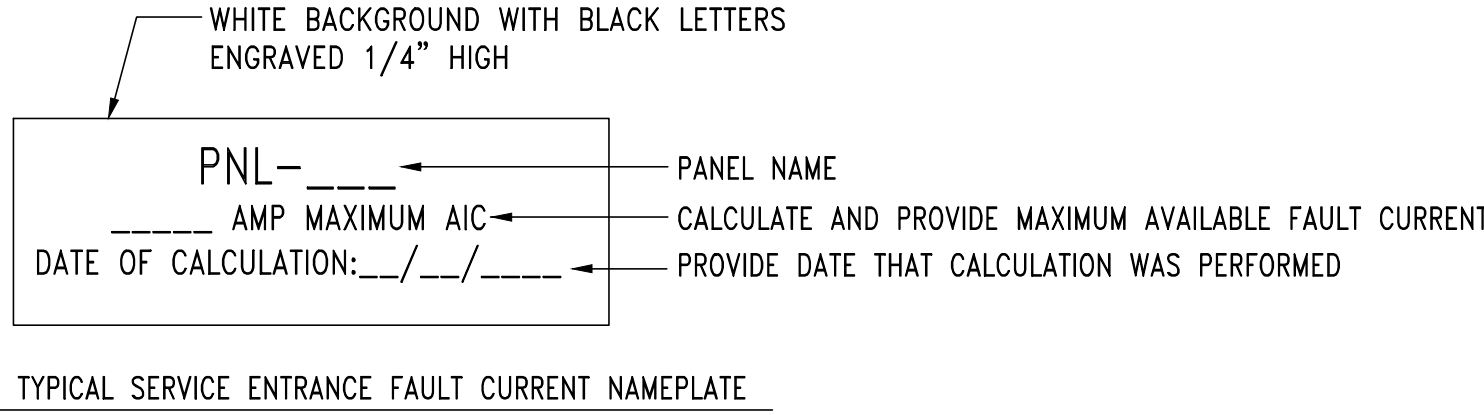 WHITE BACKGROUND WITH BLACK LETTERS
ENGRAVED 1/4” HIGH
PNL-___
PANEL NAME
_____ AMP MAXIMUM AIC
CALCULATE AND PROVIDE MAXIMUM AVAILABLE FAULT CURRENT
DATE OF CALCULATION:__/__/____
PROVIDE DATE THAT CALCULATION WAS PERFORMED
TYPICAL SERVICE ENTRANCE FAULT CURRENT NAMEPLATE